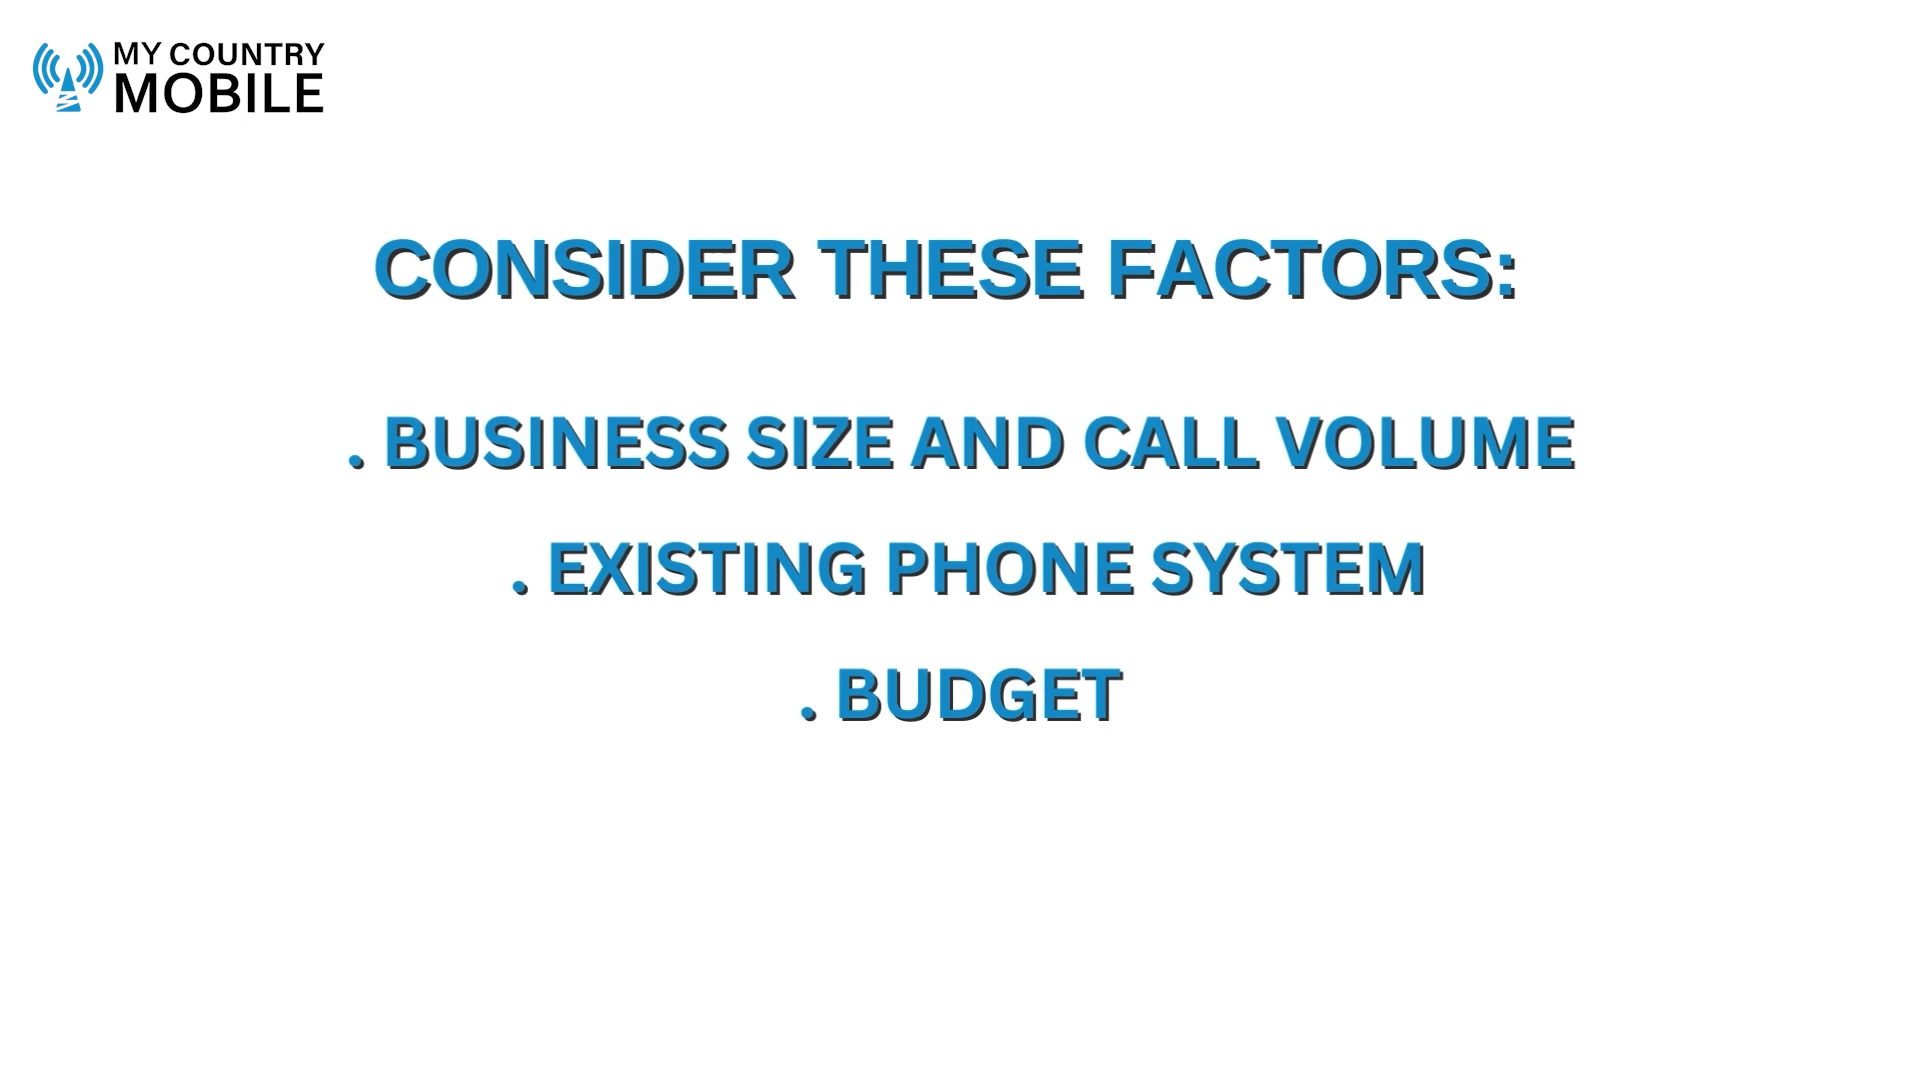 MY COUNTRY
MOBILE
CONSIDER THESE FACTORS:
. BUSINESS SIZE AND CALL VOLUME
. EXISTING PHONE SYSTEM
. BUDGET